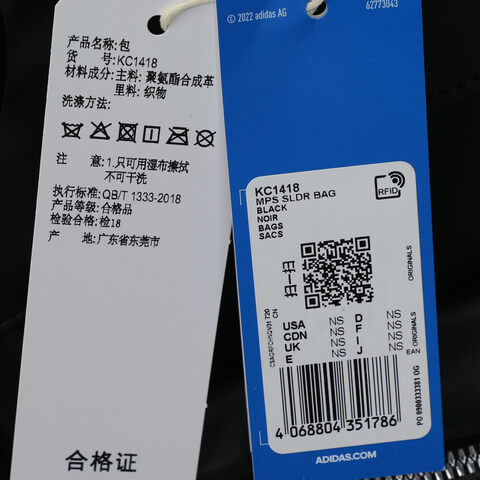 产品名称:包
货 号:KC1418
材料成分:主料:聚氨酯合成革
里料:织物
洗涤方法:
注 意:1.只可用湿布擦拭
不可干洗
执行标准:QB/T 1333-2018
产品等级:合格品
检验合格:检18
产 地:广东省东莞市
合格证
© 2022 adidas AG
62773043
KC1418
MPS SLDR BAG
BLACK
NOIR
BAGS
SACS
RFID
扫一扫
USA NS D NS
CDN NS F NS
UK NS I NS
E NS J NS
ORIGINALS
ORIGINALS
EAN
PO 0900333381 OG
4 068804 351786
ADIDAS.COM